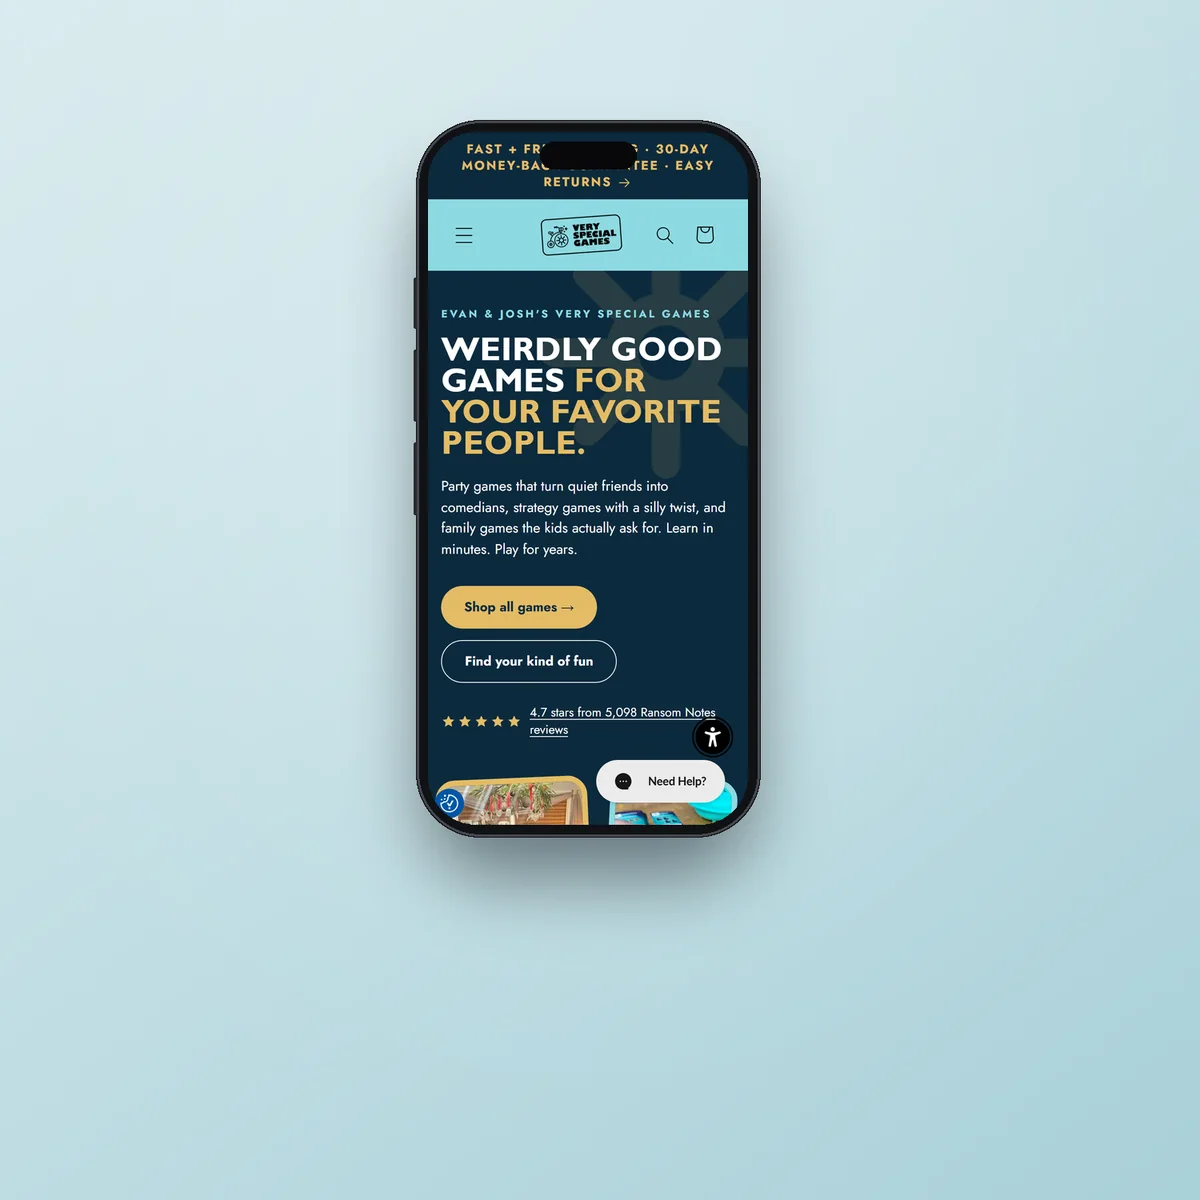 FAST + · 30-DAY
MONEY-BACK · EASY
RETURNS →
VERY
SPECIAL
GAMES
EVAN & JOSH'S VERY SPECIAL GAMES
WEIRDLY GOOD
GAMES FOR
YOUR FAVORITE
PEOPLE.
Party games that turn quiet friends into
comedians, strategy games with a silly twist, and
family games the kids actually ask for. Learn in
minutes. Play for years.
Shop all games →
Find your kind of fun
4.7 stars from 5,098 Ransom Notes
reviews
Need Help?